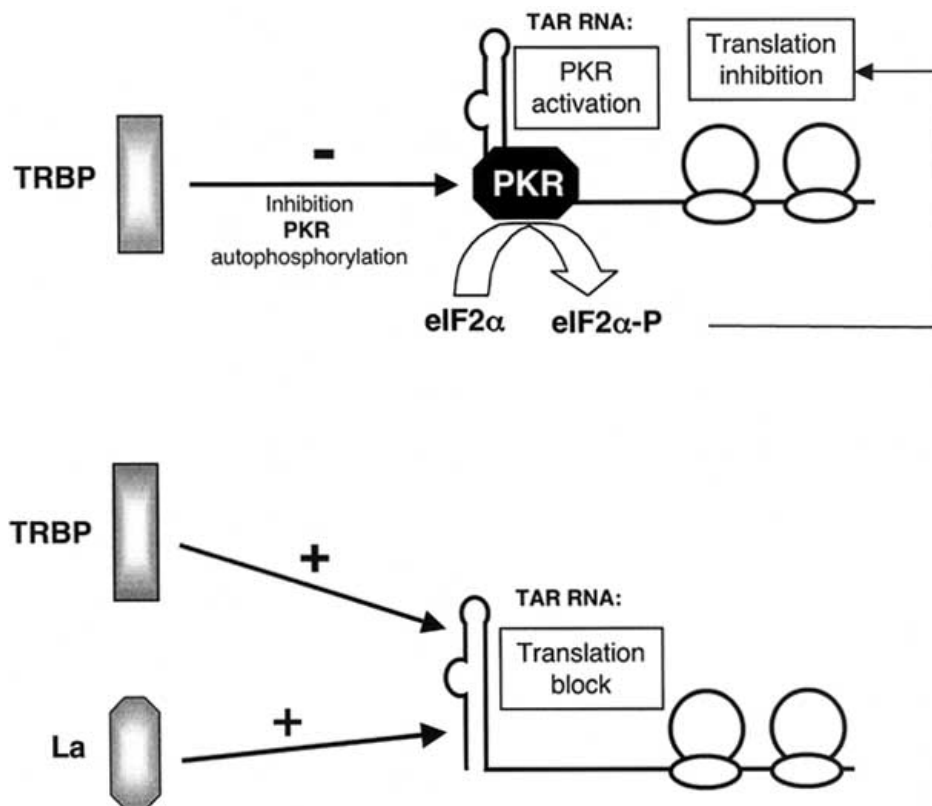 TAR RNA:
PKR
activation
Translation
inhibition
TRBP
-
Inhibition
PKR
autophosphorylation
PKR
eIF2α
eIF2α-P
TRBP
+
TAR RNA:
Translation
block
La
+